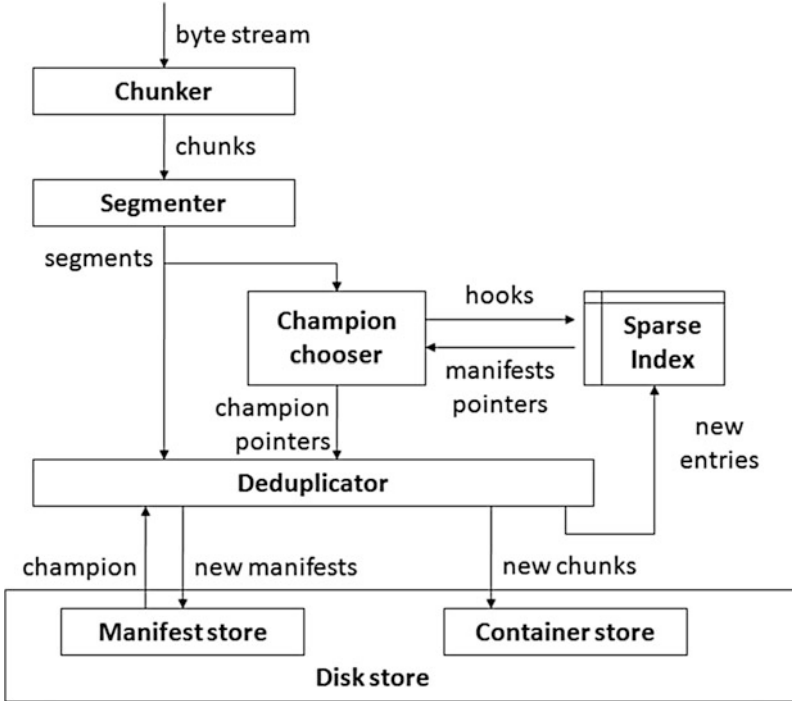 byte stream
Chunker
chunks
Segmenter
segments
hooks
Champion
chooser
Sparse
Index
manifests
pointers
champion
pointers
new
entries
Deduplicator
champion
new manifests
new chunks
Manifest store
Container store
Disk store